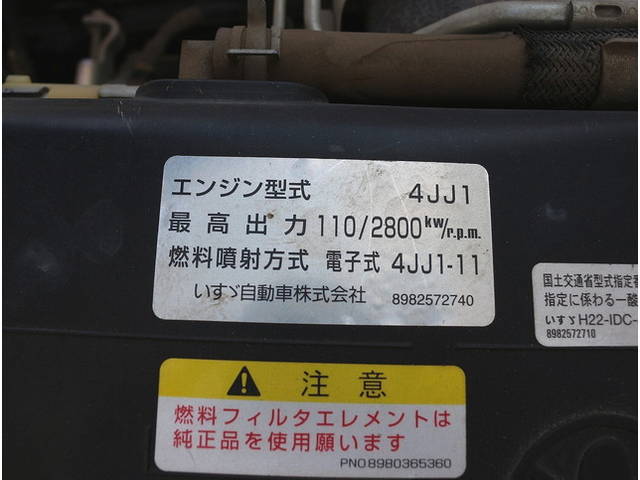 エンジン型式 4JJ1
最高出力 110/2800kW/r.p.m.
燃料噴射方式 電子式 4JJ1-11
いすゞ自動車株式会社 8982572740
国土交通省型式指定
指定に係わる一酸
いすゞH22-IDC-
8982572710
注意
燃料フィルタエレメントは
純正品を使用願います
PNO8980365360